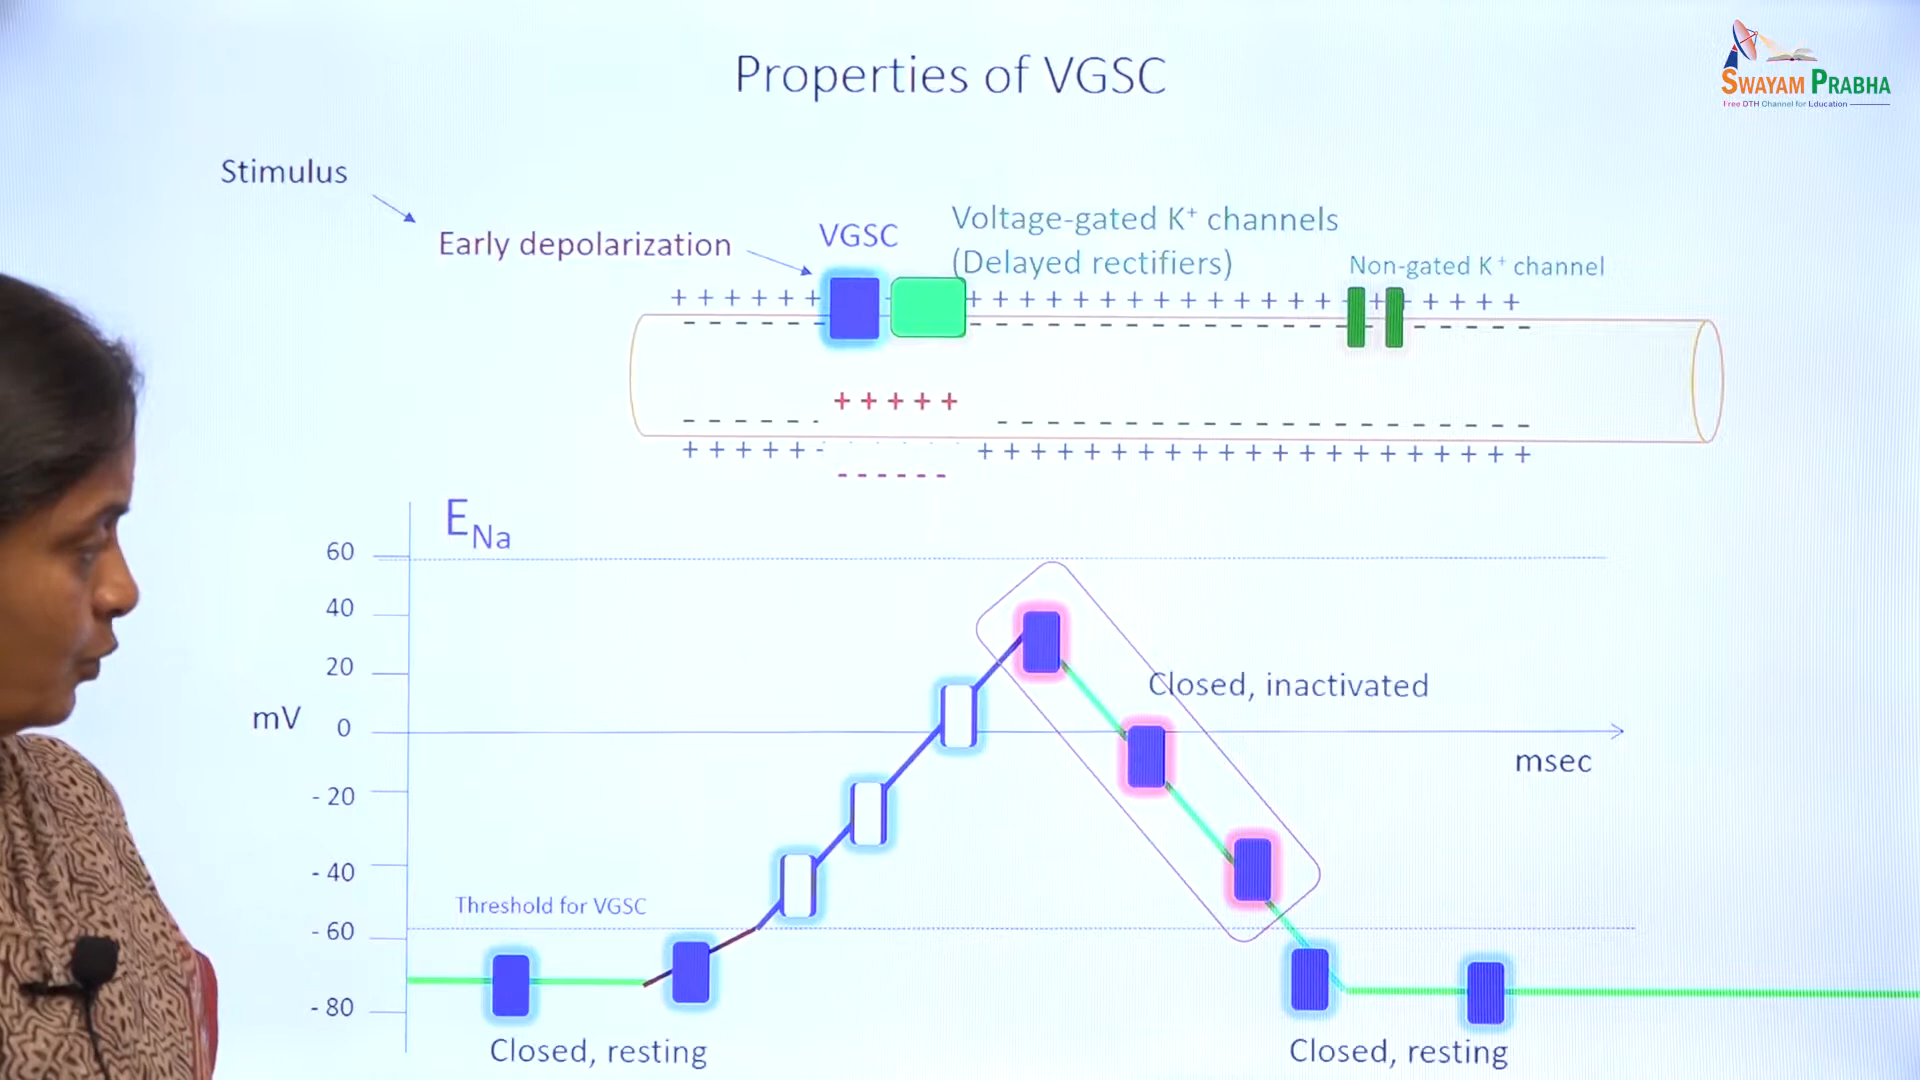 Properties of VGSC
SWAYAM PRABHA
Free DTH Channel for Education
Stimulus
Early depolarization
VGSC
Voltage-gated K⁺ channels
(Delayed rectifiers)
Non-gated K⁺ channel
+ + + + + +
+ + + + + + + + + + + + + +
+
+ + + +
- - - - - -
- - - - - - - - - - - - - -
- - - - -
+ + + + +
- - - - - -
- - - - - - - - - - - - - - - - - - - -
+ + + + + -
+ + + + + + + + + + + + + + + + + + + + +
- - - - - -
E Na
60
40
20
mV
0
- 20
- 40
- 60
- 80
Closed, inactivated
msec
Threshold for VGSC
Closed, resting
Closed, resting